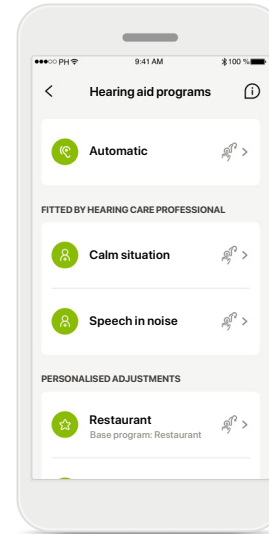 PH 9:41 AM 100 %
Hearing aid programs
Automatic
FITTED BY HEARING CARE PROFESSIONAL
Calm situation
Speech in noise
PERSONALISED ADJUSTMENTS
Restaurant
Base program: Restaurant